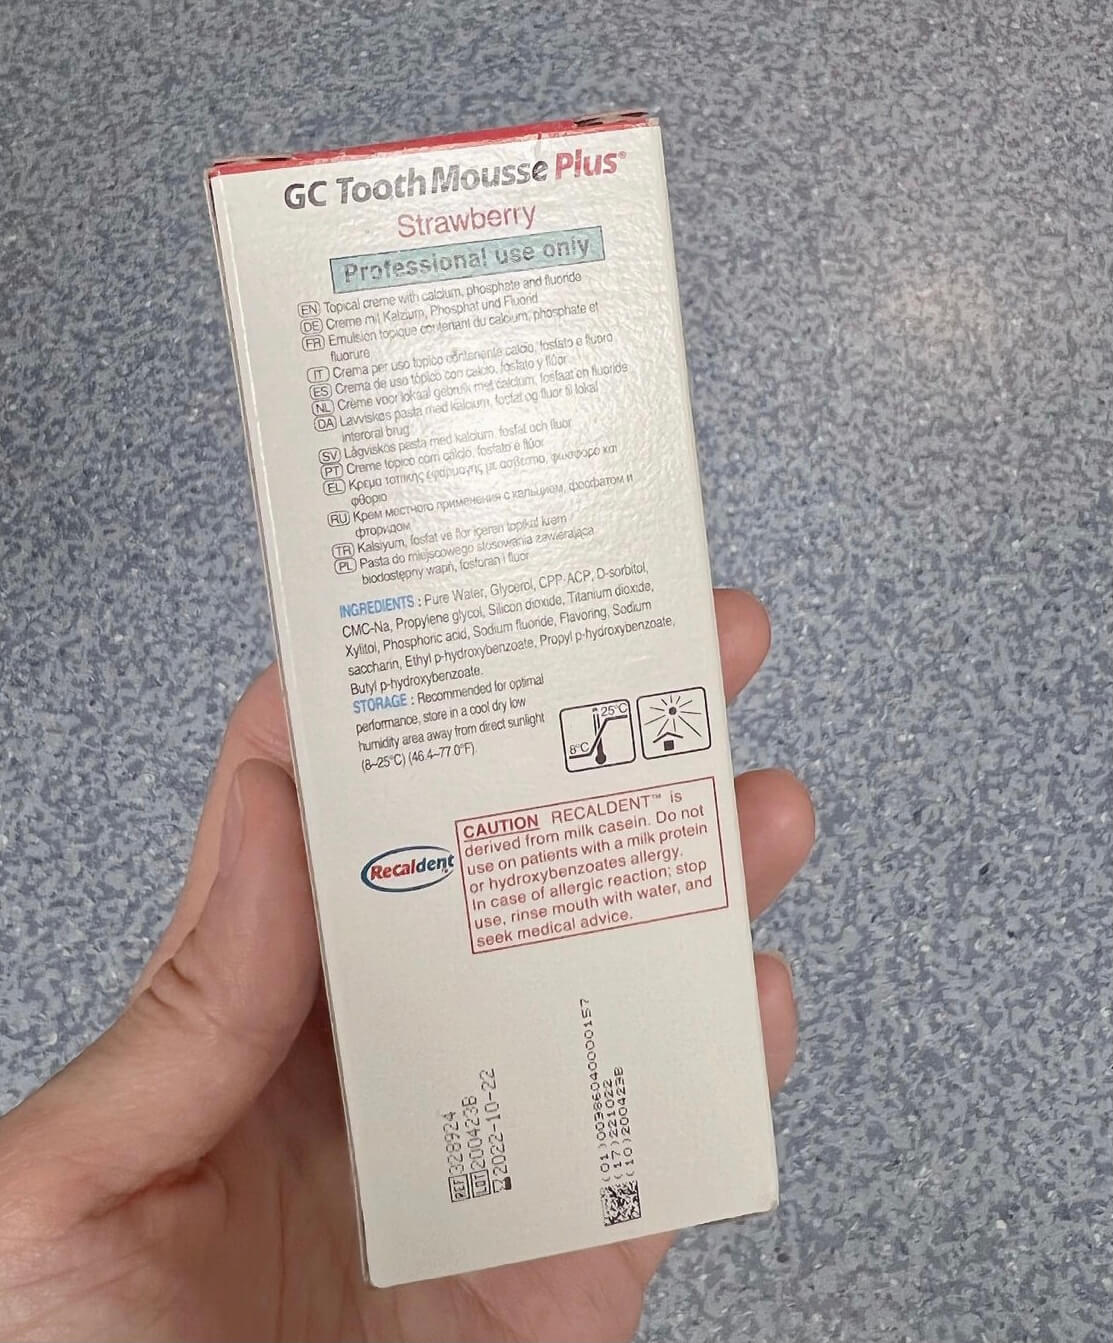 GC Tooth Mousse Plus®
Strawberry
Professional use only
EN Topical creme with calcium, phosphate and fluoride
DE Creme mit Kalzium, Phosphat und Fluorid
FR Emulsion topique contenant du calcium, phosphate et
fluorure
IT Crema per uso topico contenente calcio, fosfato e fluoro
ES Crema de uso tópico con calcio, fosfato y flúor
NL Crème voor lokaal gebruik met calcium, fosfaat en fluoride
DA Lavviskøs pasta med kalcium, fosfat og fluor til lokal
interoral brug
SV Lågviskös pasta med kalcium, fosfat och fluor
PT Creme tópico com cálcio, fosfato e flúor
EL Κρεμα τοπικης εφαρμογης με ασβεστιο, φωσφορο και
φθοριο
RU Крем местного применения с кальцием, фосфатом и
фторидом
TR Kalsiyum, fosfat ve flor içeren topikal krem
PL Pasta do miejscowego stosowania zawierająca
biodostępny wapń, fosforan i fluor
INGREDIENTS : Pure Water, Glycerol, CPP-ACP, D-sorbitol,
CMC-Na, Propylene glycol, Silicon dioxide, Titanium dioxide,
Xylitol, Phosphoric acid, Sodium fluoride, Flavoring, Sodium
saccharin, Ethyl p-hydroxybenzoate, Propyl p-hydroxybenzoate,
Butyl p-hydroxybenzoate.
STORAGE : Recommended for optimal
performance, store in a cool dry low
humidity area away from direct sunlight
(8~25°C) (46.4~77.0°F)
8°C 25°C
Recaldent™
CAUTION RECALDENT™ is
derived from milk casein. Do not
use on patients with a milk protein
or hydroxybenzoates allergy.
In case of allergic reaction; stop
use, rinse mouth with water, and
seek medical advice.
REF 328924
LOT 200423B
2022-10-22
(01)00386040000157
(17)221022
(10)200423B